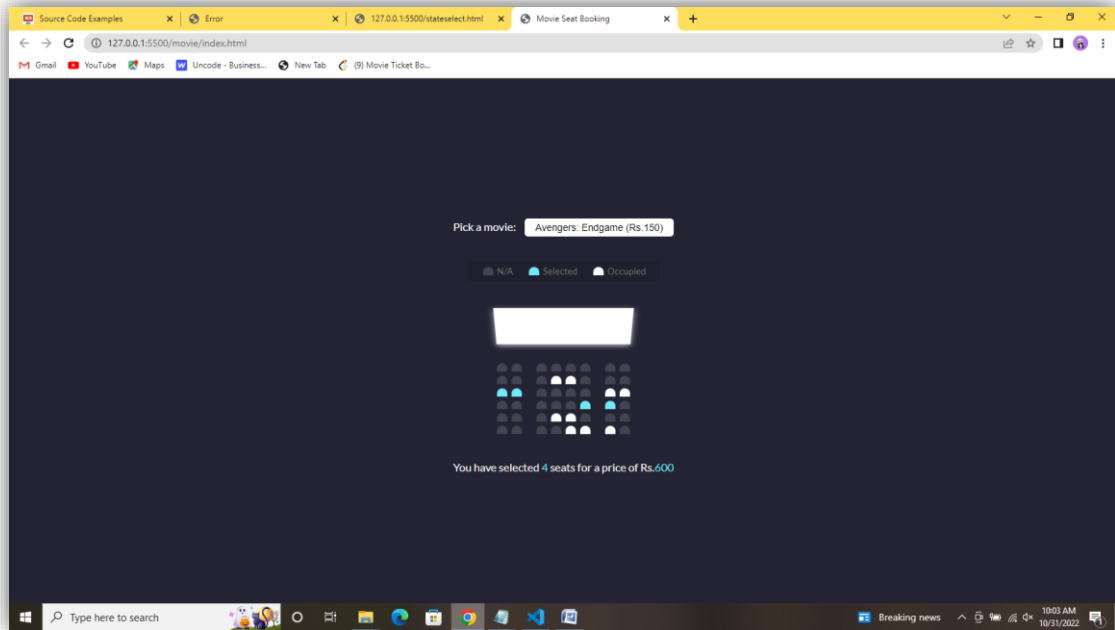 Source Code Examples
Error
127.0.0.1:5500/stateselect.html
Movie Seat Booking
127.0.0.1:5500/movie/index.html
Gmail YouTube Maps Uncode - Business... New Tab (9) Movie Ticket Bo...
Pick a movie: Avengers: Endgame (Rs.150)
N/A Selected Occupied
You have selected 4 seats for a price of Rs.600
Type here to search
Breaking news
10:03 AM
10/31/2022